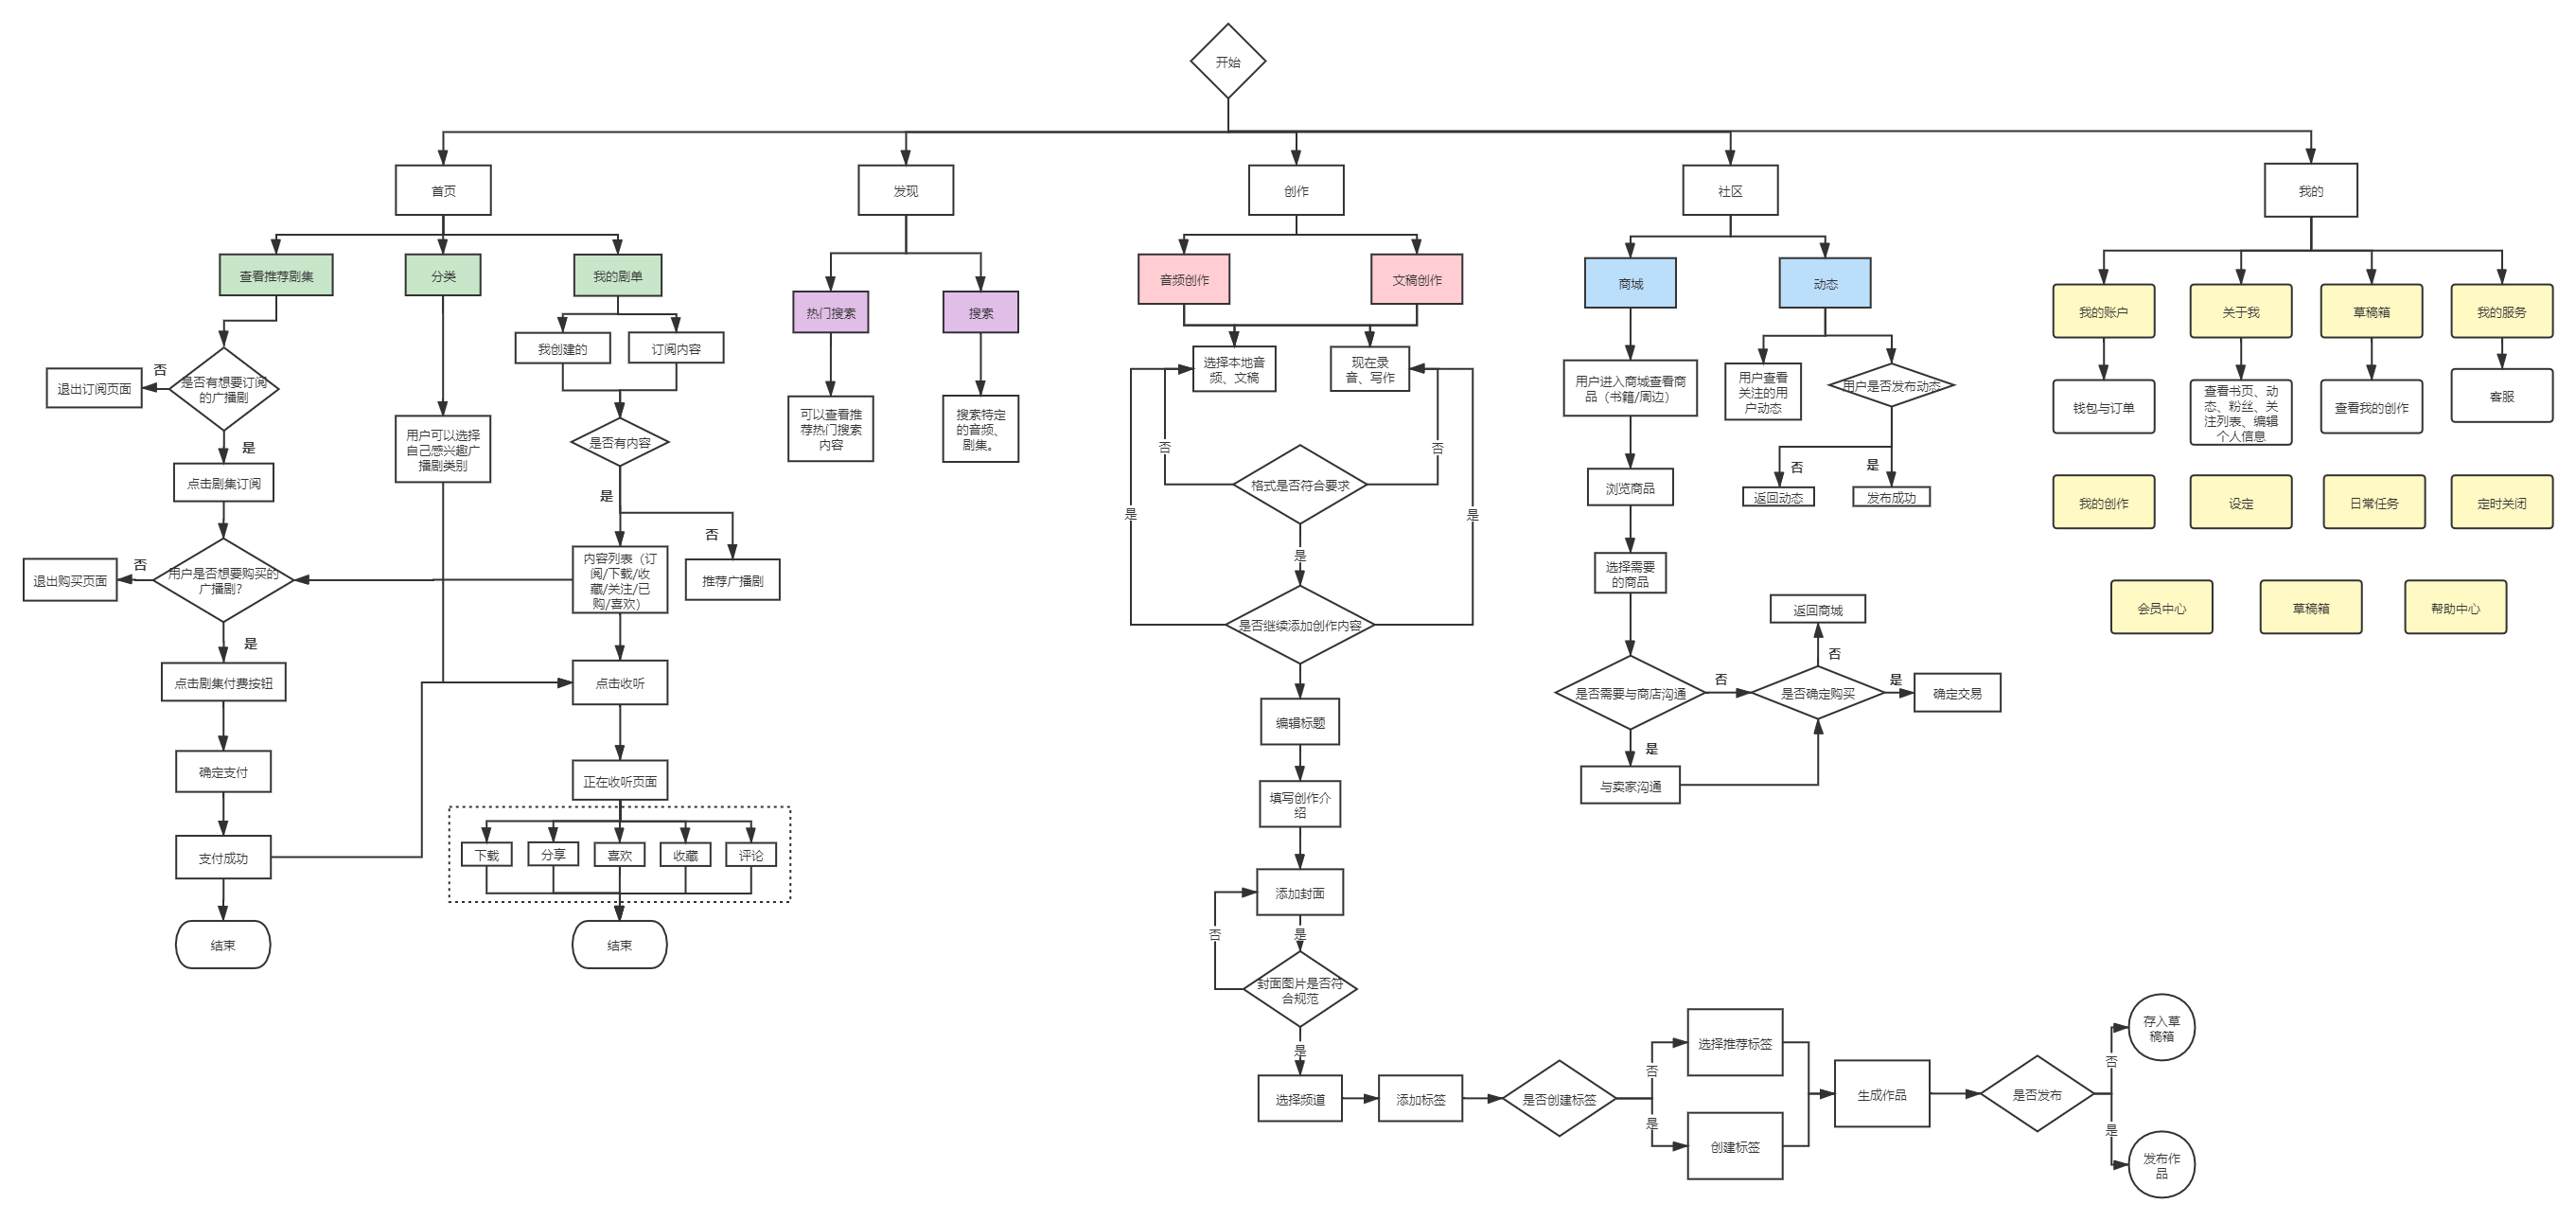 开始
首页
发现
创作
社区
我的
查看推荐剧集
分类
我的剧单
热门搜索
搜索
音频创作
文稿创作
商城
动态
我的账户
关于我
草稿箱
我的服务
我创建的
订阅内容
是否有想要订阅
的广播剧
否
退出订阅页面
是
点击剧集订阅
用户是否想要购买的
广播剧？
否
退出购买页面
是
点击剧集付费按钮
确定支付
支付成功
结束
用户可以选择
自己感兴趣广
播剧类别
是否有内容
是
否
内容列表（订
阅/下载/收
藏/关注/已
购/喜欢）
推荐广播剧
点击收听
正在收听页面
下载
分享
喜欢
收藏
评论
结束
可以查看推
荐热门搜索
内容
搜索特定
的音频、
剧集。
选择本地音
频、文稿
现在录
音、写作
否
否
格式是否符合要求
是
是
是
是否继续添加创作内容
编辑标题
填写创作介
绍
添加封面
否
是
封面图片是否符
合规范
是
选择频道
添加标签
是否创建标签
否
是
选择推荐标签
创建标签
生成作品
是否发布
否
是
存入草
稿箱
发布作
品
用户进入商城查看商
品（书籍/周边）
浏览商品
选择需要
的商品
是否需要与商店沟通
否
是
与卖家沟通
是否确定购买
否
返回商城
是
确定交易
用户查看
关注的用
户动态
用户是否发布动态
否
是
返回动态
发布成功
钱包与订单
查看书页、动
态、粉丝、关
注列表、编辑
个人信息
查看我的创作
客服
我的创作
设定
日常任务
定时关闭
会员中心
草稿箱
帮助中心